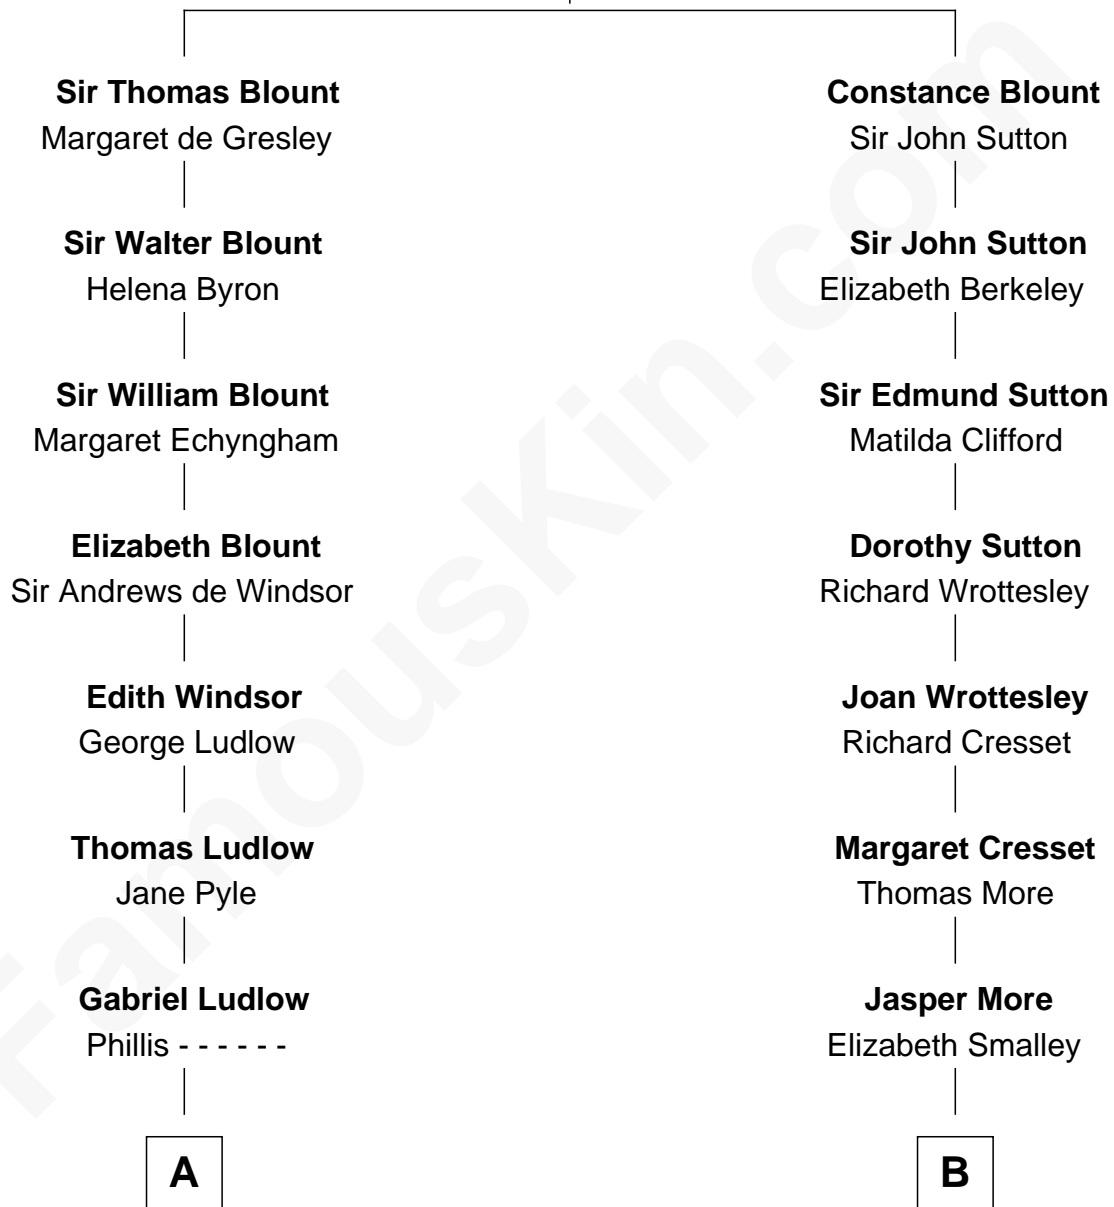 Sir Thomas Blount
Margaret de Gresley
Constance Blount
Sir John Sutton
Sir Walter Blount
Helena Byron
Sir John Sutton
Elizabeth Berkeley
Sir William Blount
Margaret Echyngham
Sir Edmund Sutton
Matilda Clifford
Elizabeth Blount
Sir Andrews de Windsor
Dorothy Sutton
Richard Wrottesley
Edith Windsor
George Ludlow
Joan Wrottesley
Richard Cresset
Thomas Ludlow
Jane Pyle
Margaret Cresset
Thomas More
Gabriel Ludlow
Phillis - - - - - -
Jasper More
Elizabeth Smalley
A
B
FamousKin.com